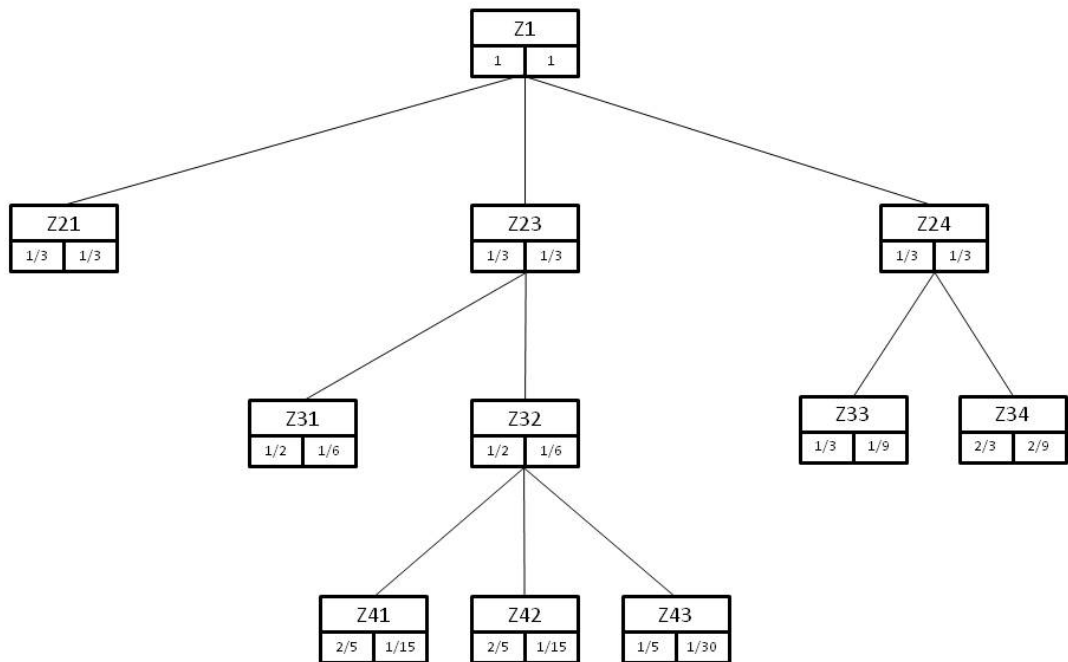 Z1
1 1
Z21 Z23 Z24
1/3 1/3 1/3 1/3 1/3 1/3
Z31 Z32 Z33 Z34
1/2 1/6 1/2 1/6 1/3 1/9 2/3 2/9
Z41 Z42 Z43
2/5 1/15 2/5 1/15 1/5 1/30